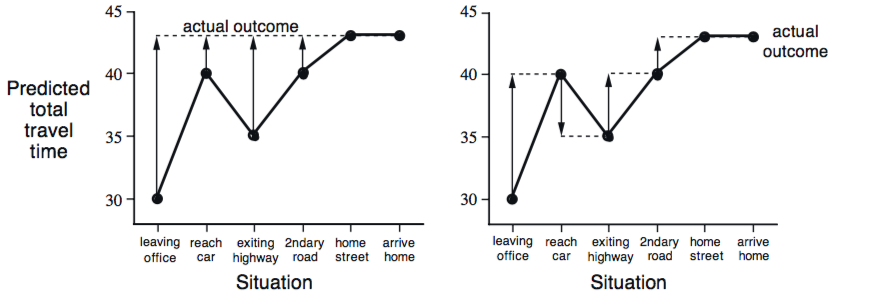 45
40
35
30
Predicted
total
travel
time
actual outcome
leaving
office
reach
car
exiting
highway
2ndary
road
home
street
arrive
home
Situation
45
40
35
30
actual
outcome
leaving
office
reach
car
exiting
highway
2ndary
road
home
street
arrive
home
Situation